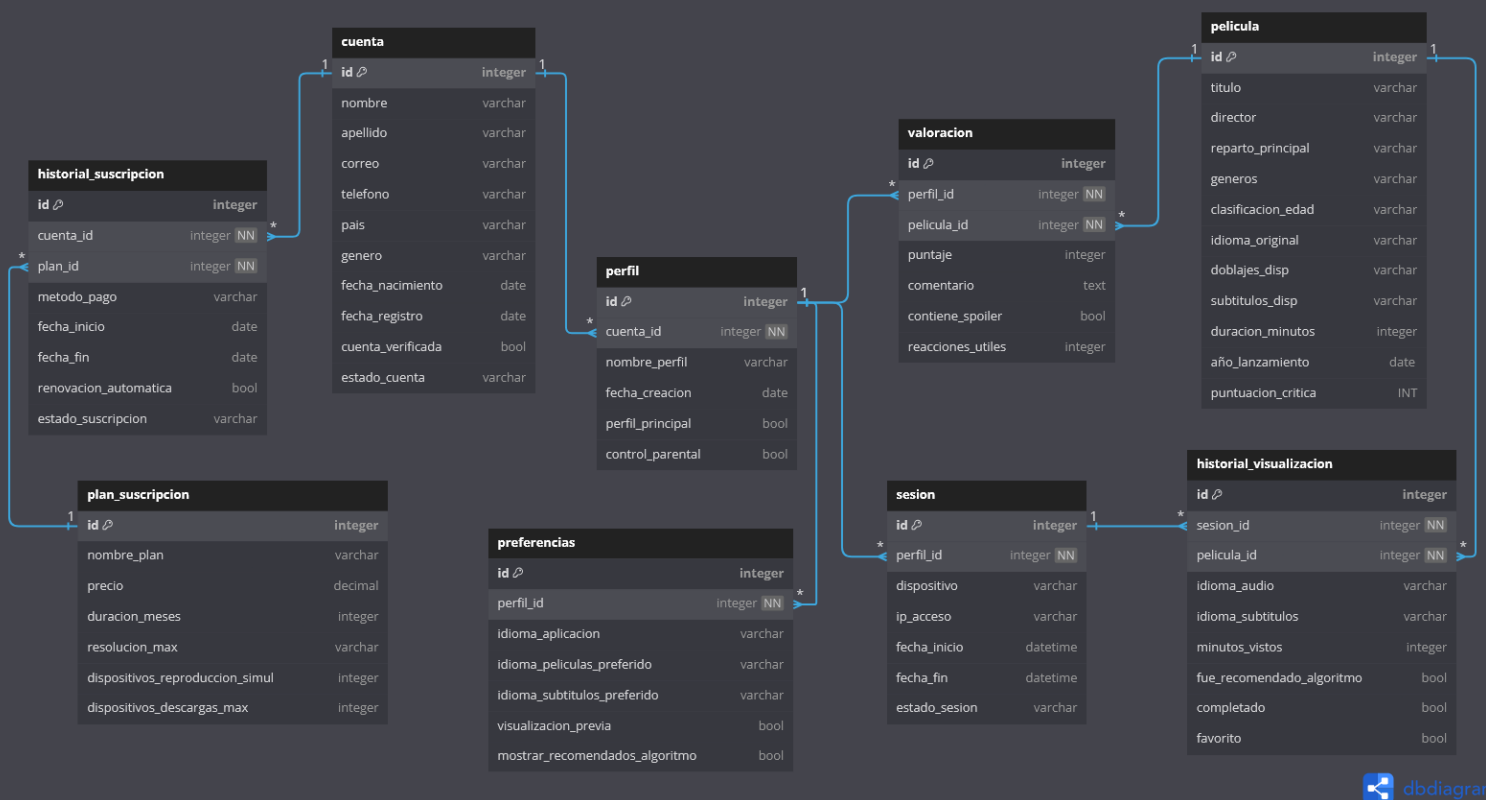 cuenta
1 id integer 1
nombre varchar
apellido varchar
correo varchar
telefono varchar
pais varchar
genero varchar
fecha_nacimiento date
fecha_registro date
cuenta_verificada bool
estado_cuenta varchar
historial_suscripcion
id integer
cuenta_id integer NN *
* plan_id integer NN
metodo_pago varchar
fecha_inicio date
fecha_fin date
renovacion_automatica bool
estado_suscripcion varchar
plan_suscripcion
1 id integer
nombre_plan varchar
precio decimal
duracion_meses integer
resolucion_max varchar
dispositivos_reproduccion_simul integer
dispositivos_descargas_max integer
perfil
id integer 1
* cuenta_id integer NN
nombre_perfil varchar
fecha_creacion date
perfil_principal bool
control_parental bool
preferencias
id integer
perfil_id integer NN *
idioma_aplicacion varchar
idioma_peliculas_preferido varchar
idioma_subtitulos_preferido varchar
visualizacion_previa bool
mostrar_recomendados_algoritmo bool
valoracion
id integer
* perfil_id integer NN
pelicula_id integer NN *
puntaje integer
comentario text
contiene_spoiler bool
reacciones_utiles integer
sesion
id integer 1
* perfil_id integer NN
dispositivo varchar
ip_acceso varchar
fecha_inicio datetime
fecha_fin datetime
estado_sesion varchar
pelicula
1 id integer 1
titulo varchar
director varchar
reparto_principal varchar
generos varchar
clasificacion_edad varchar
idioma_original varchar
doblajes_disp varchar
subtitulos_disp varchar
duracion_minutos integer
año_lanzamiento date
puntuacion_critica INT
historial_visualizacion
id integer
* sesion_id integer NN
pelicula_id integer NN *
idioma_audio varchar
idioma_subtitulos varchar
minutos_vistos integer
fue_recomendado_algoritmo bool
completado bool
favorito bool
dbdiagra